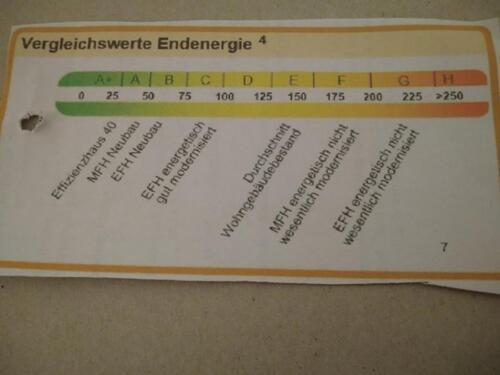 Vergleichswerte Endenergie 4
A+ A B C D E F G H
0 25 50 75 100 125 150 175 200 225 >250
Effizienzhaus 40
MFH Neubau
EFH Neubau
EFH energetisch
gut modernisiert
Durchschnitt
Wohngebäudebestand
MFH energetisch nicht
wesentlich modernisiert
EFH energetisch nicht
wesentlich modernisiert
7